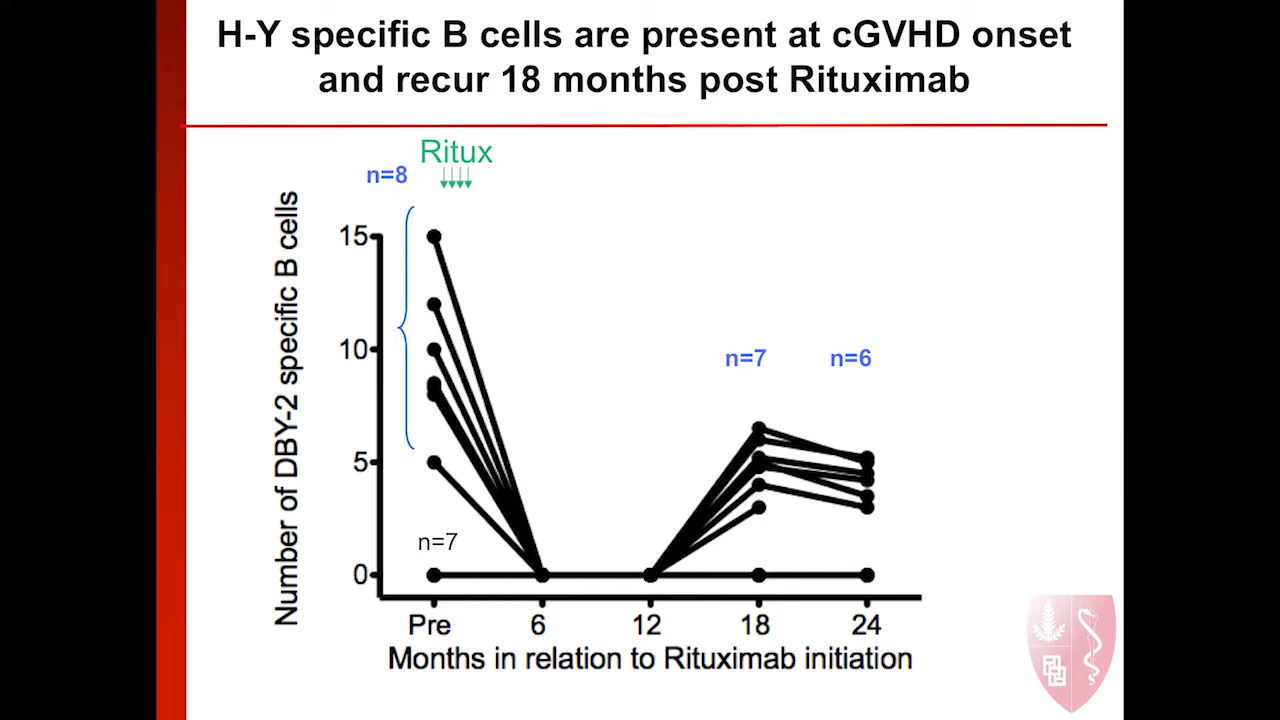 H-Y specific B cells are present at cGVHD onset
and recur 18 months post Rituximab
Ritux
n=8
Number of DBY-2 specific B cells
15
10
5
0
n=7
n=7
n=6
Pre 6 12 18 24
Months in relation to Rituximab initiation